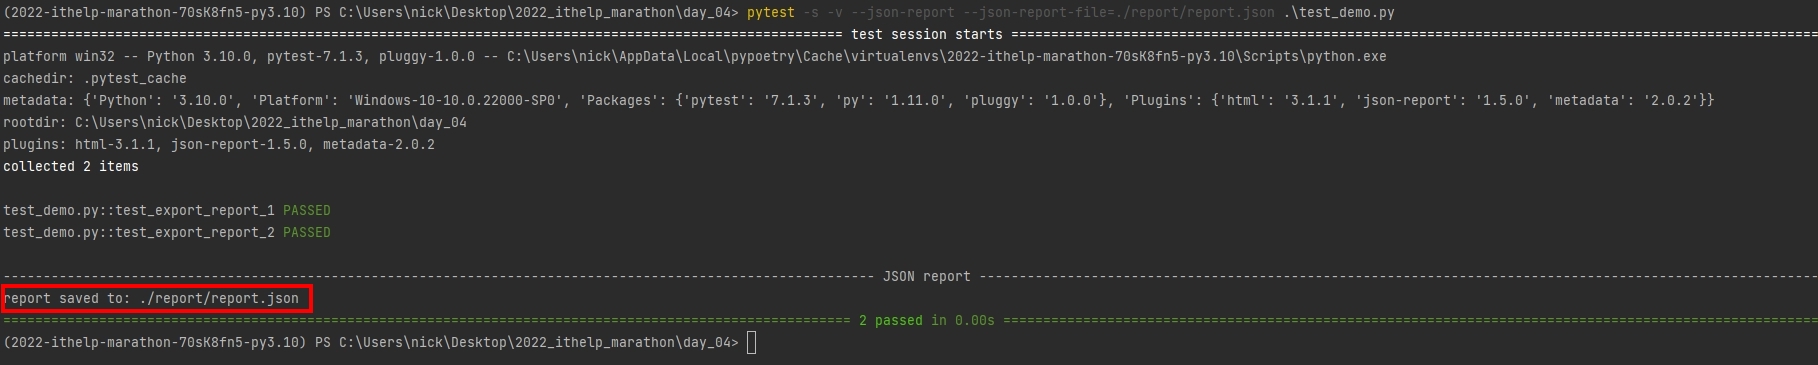 (2022-ithelp-marathon-70sK8fn5-py3.10) PS C:\Users\nick\Desktop\2022_ithelp_marathon\day_04> pytest -s -v --json-report --json-report-file=./report/report.json .\test_demo.py
========================================================================================================= test session starts =====================================================================================================
platform win32 -- Python 3.10.0, pytest-7.1.3, pluggy-1.0.0 -- C:\Users\nick\AppData\Local\pypoetry\Cache\virtualenvs\2022-ithelp-marathon-70sK8fn5-py3.10\Scripts\python.exe
cachedir: .pytest_cache
metadata: {'Python': '3.10.0', 'Platform': 'Windows-10-10.0.22000-SP0', 'Packages': {'pytest': '7.1.3', 'py': '1.11.0', 'pluggy': '1.0.0'}, 'Plugins': {'html': '3.1.1', 'json-report': '1.5.0', 'metadata': '2.0.2'}}
rootdir: C:\Users\nick\Desktop\2022_ithelp_marathon\day_04
plugins: html-3.1.1, json-report-1.5.0, metadata-2.0.2
collected 2 items
test_demo.py::test_export_report_1 PASSED
test_demo.py::test_export_report_2 PASSED
------------------------------------------------------------------------------------------------------------- JSON report ---------------------------------------------------------------------------------------------------------
report saved to: ./report/report.json
========================================================================================================== 2 passed in 0.00s ======================================================================================================
(2022-ithelp-marathon-70sK8fn5-py3.10) PS C:\Users\nick\Desktop\2022_ithelp_marathon\day_04>